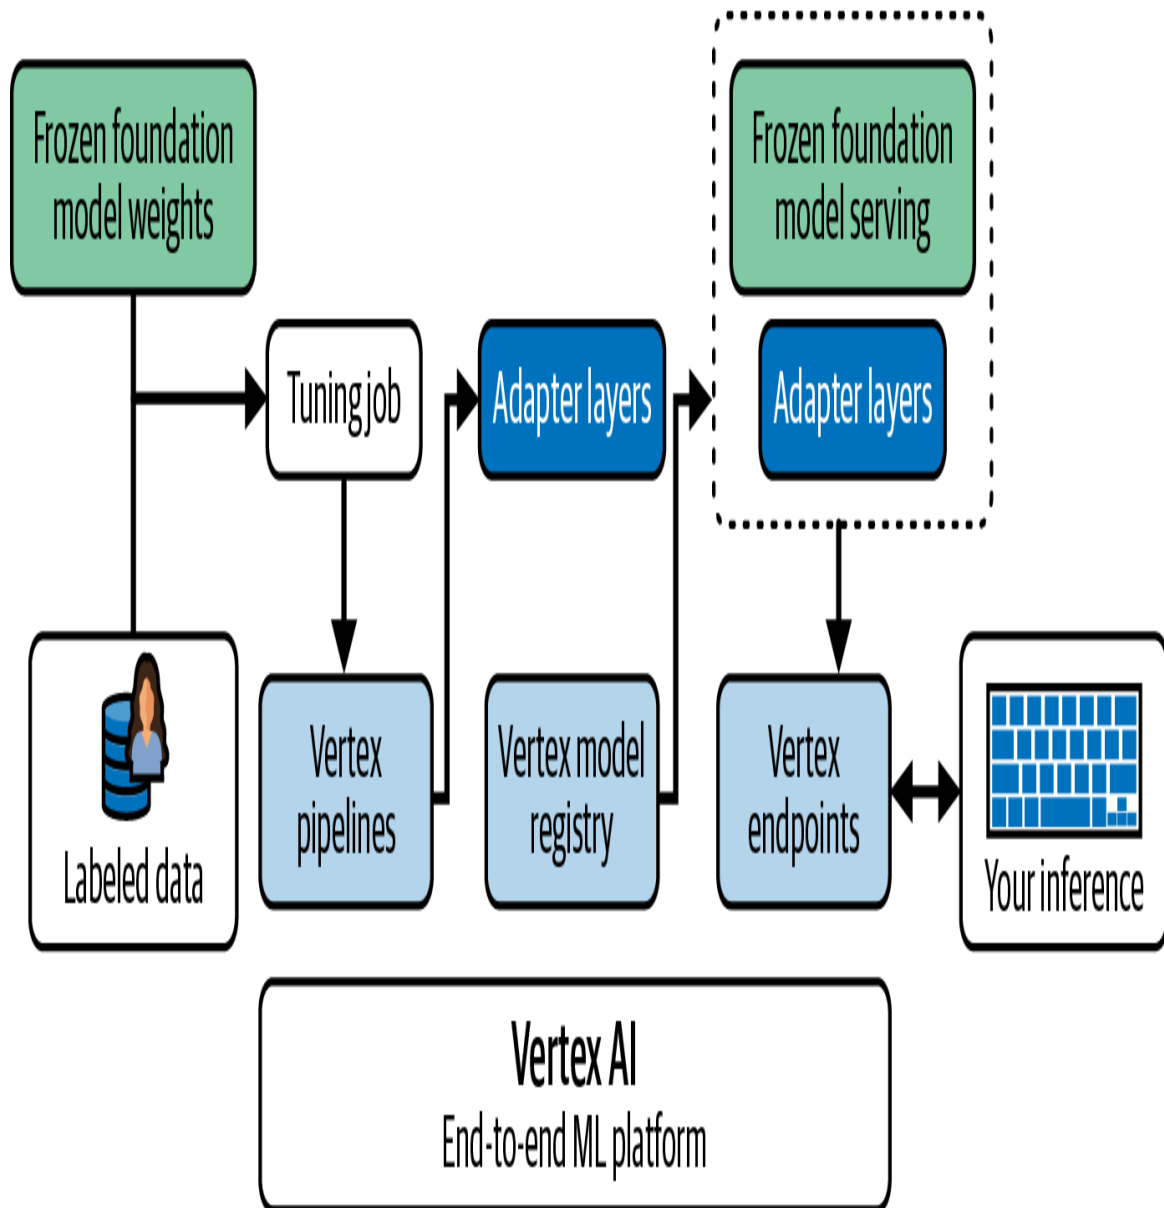 Frozen foundation
model weights
Frozen foundation
model serving
Tuning job
Adapter layers
Adapter layers
Labeled data
Vertex
pipelines
Vertex model
registry
Vertex
endpoints
Your inference
Vertex AI
End-to-end ML platform